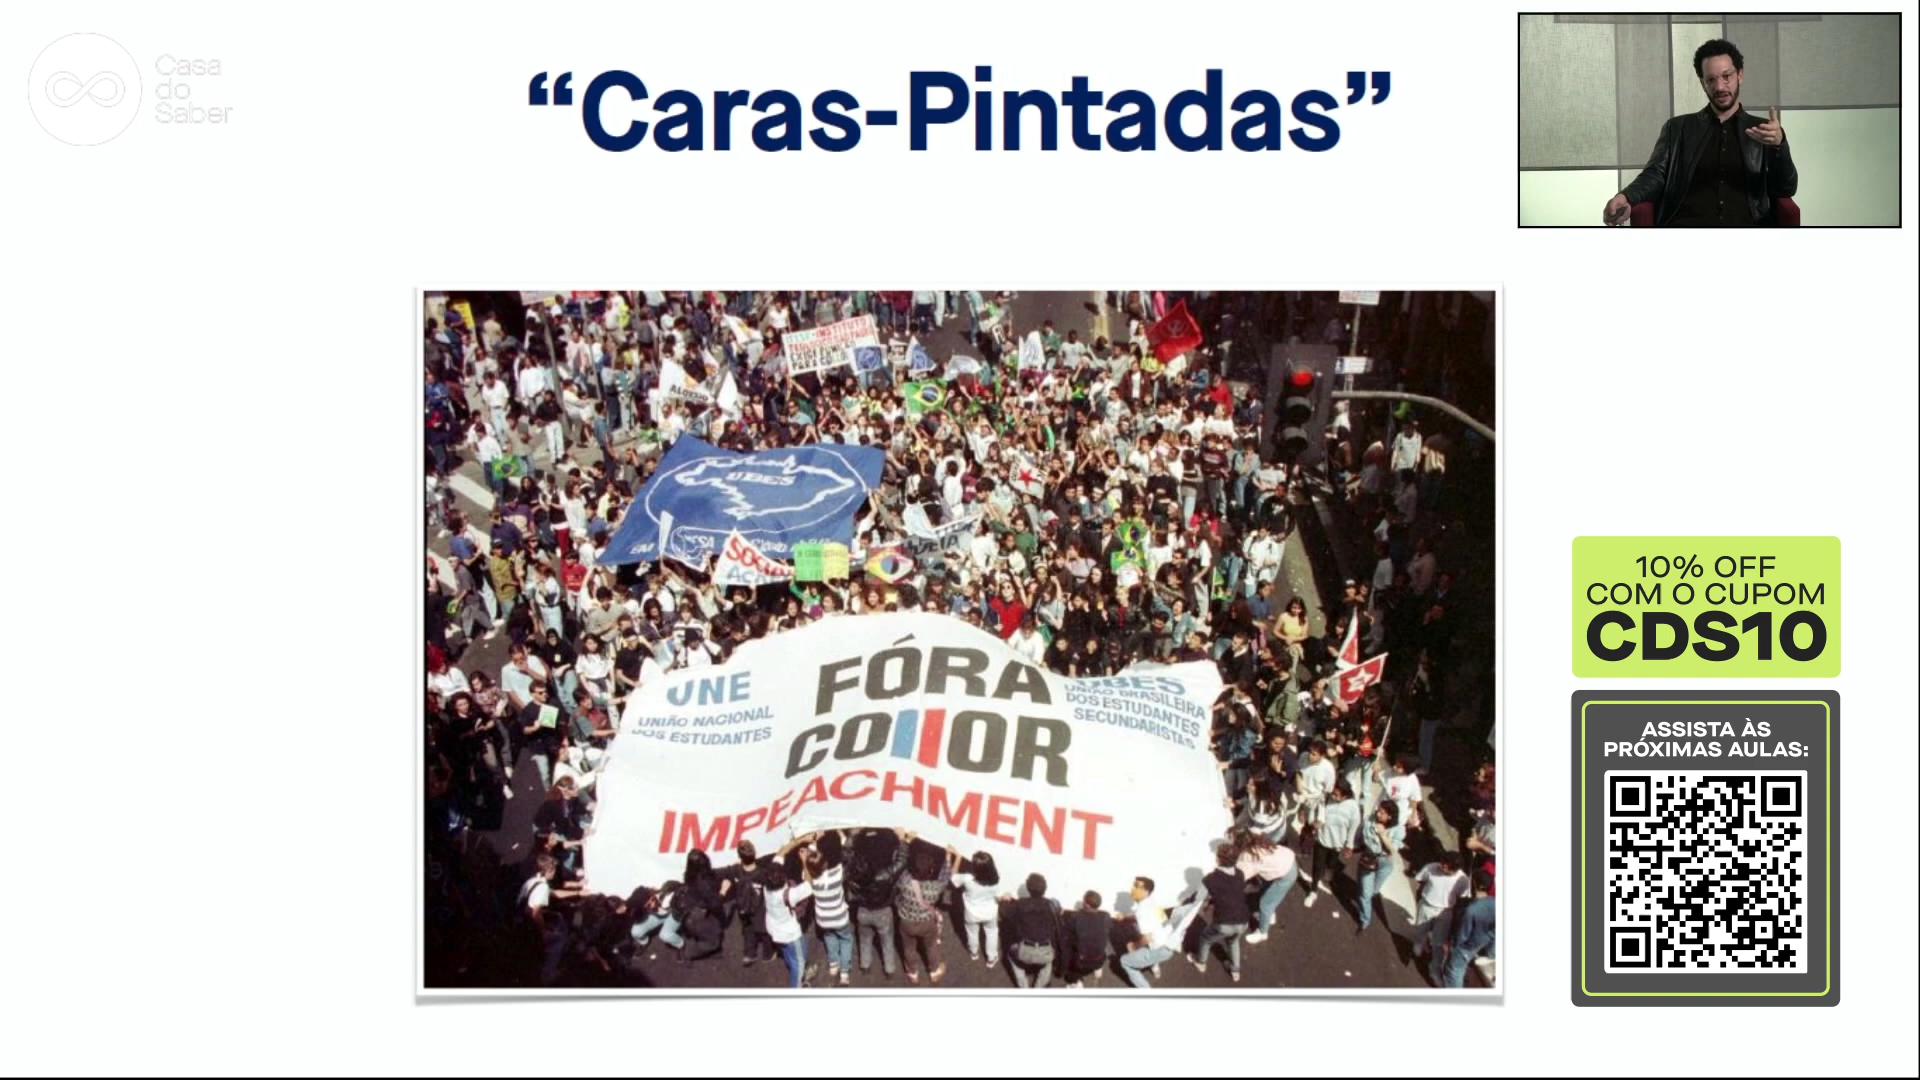 Casa
do
Saber
“Caras-Pintadas”
UBES
UNE
UNIÃO NACIONAL
DOS ESTUDANTES
FÓRA
COllOR
IMPEACHMENT
UBES
UNIÃO BRASILEIRA
DOS ESTUDANTES
SECUNDARISTAS
10% OFF
COM O CUPOM
CDS10
ASSISTA ÀS
PRÓXIMAS AULAS: